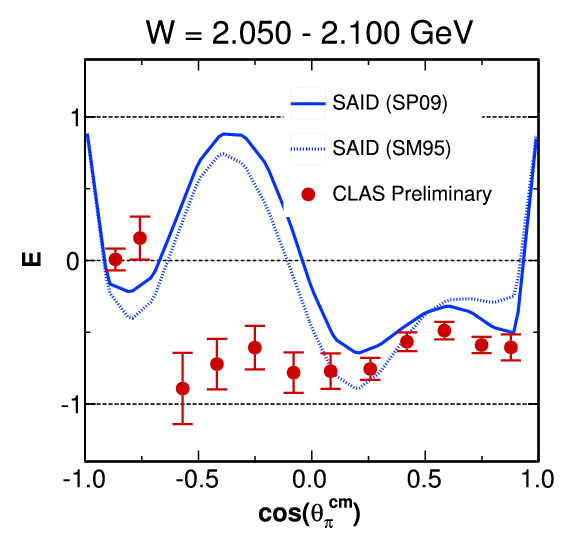 W = 2.050 - 2.100 GeV
SAID (SP09)
SAID (SM95)
CLAS Preliminary
1
0
-1
E
-1.0 -0.5 0.0 0.5 1.0
cos(θπcm)